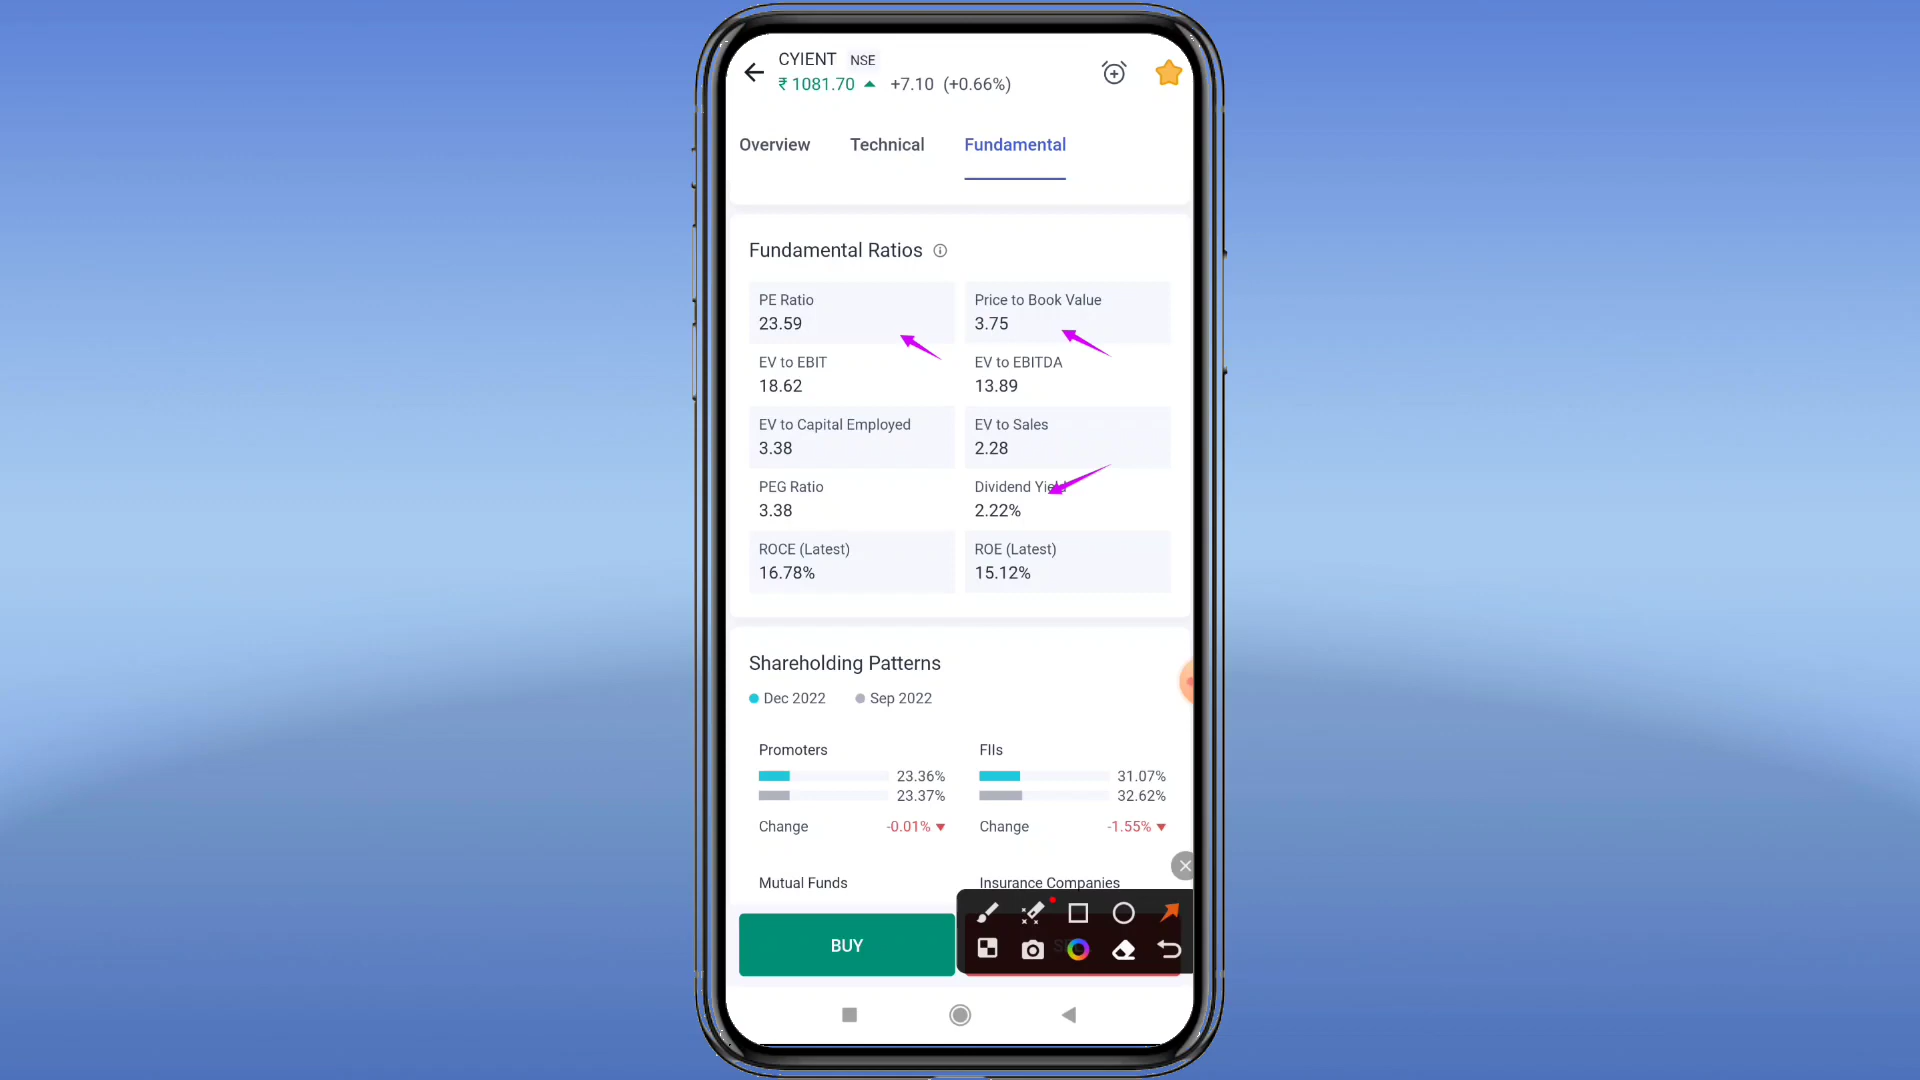 CYIENT NSE
₹ 1081.70 ▲ +7.10 (+0.66%)
Overview Technical Fundamental
Fundamental Ratios
PE Ratio Price to Book Value
23.59 3.75
EV to EBIT EV to EBITDA
18.62 13.89
EV to Capital Employed EV to Sales
3.38 2.28
PEG Ratio Dividend Yield
3.38 2.22%
ROCE (Latest) ROE (Latest)
16.78% 15.12%
Shareholding Patterns
Dec 2022 Sep 2022
Promoters FIIs
23.36% 31.07%
23.37% 32.62%
Change -0.01% ▼ Change -1.55% ▼
Mutual Funds Insurance Companies
BUY